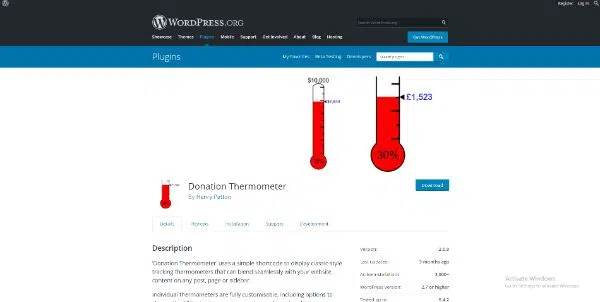 Register Log In
WORDPRESS.ORG
Search WordPress.org
Showcase Themes Plugins Mobile Support Get Involved About Blog Hosting
Get WordPress
Plugins
My Favorites Beta Testing Developers
Search plugins
$10,000
£1,523
30%
Donation Thermometer
By Henry Patton
Download
Details Reviews Installation Support Development
Description
'Donation Thermometer' uses a simple shortcode to display classic-style
tracking thermometers that can blend seamlessly with your website
content on any post, page or sidebar.
Individual thermometers are fully customisable, including options to
Version:
Last updated: 3 months ago
Active installations:
WordPress Version: 2.7 or higher
Tested up to: 5.4.2
Activate Windows
Go to Settings to activate Windows.